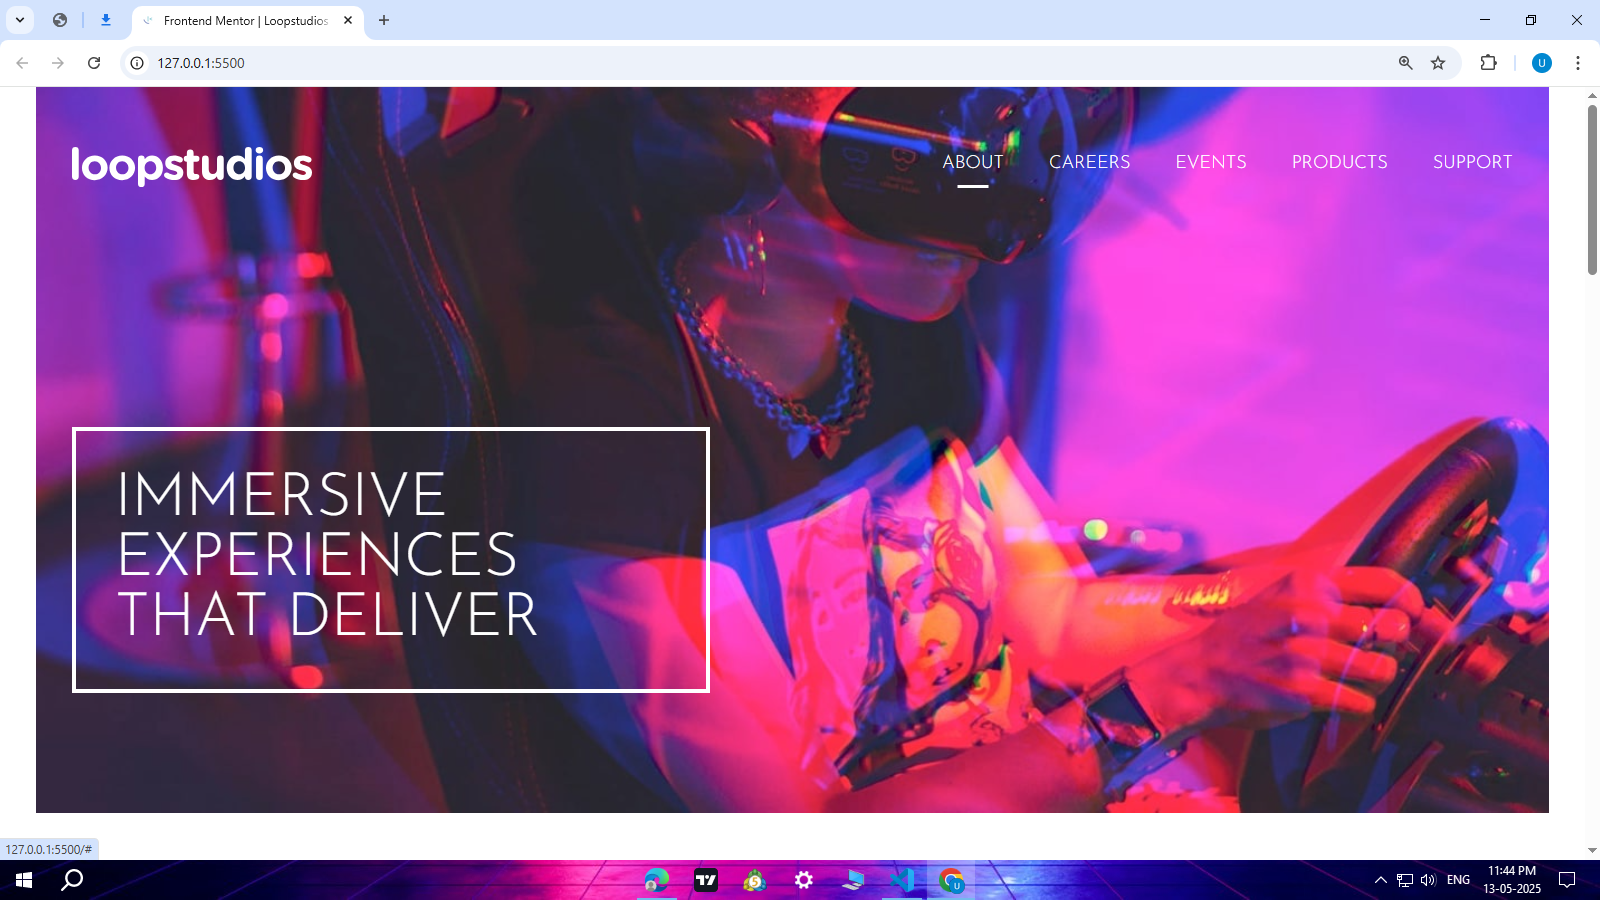 Frontend Mentor | Loopstudios
127.0.0.1:5500
U
loopstudios
ABOUT CAREERS EVENTS PRODUCTS SUPPORT
IMMERSIVE
EXPERIENCES
THAT DELIVER
127.0.0.1:5500/#
U
ENG
11:44 PM
13-05-2025